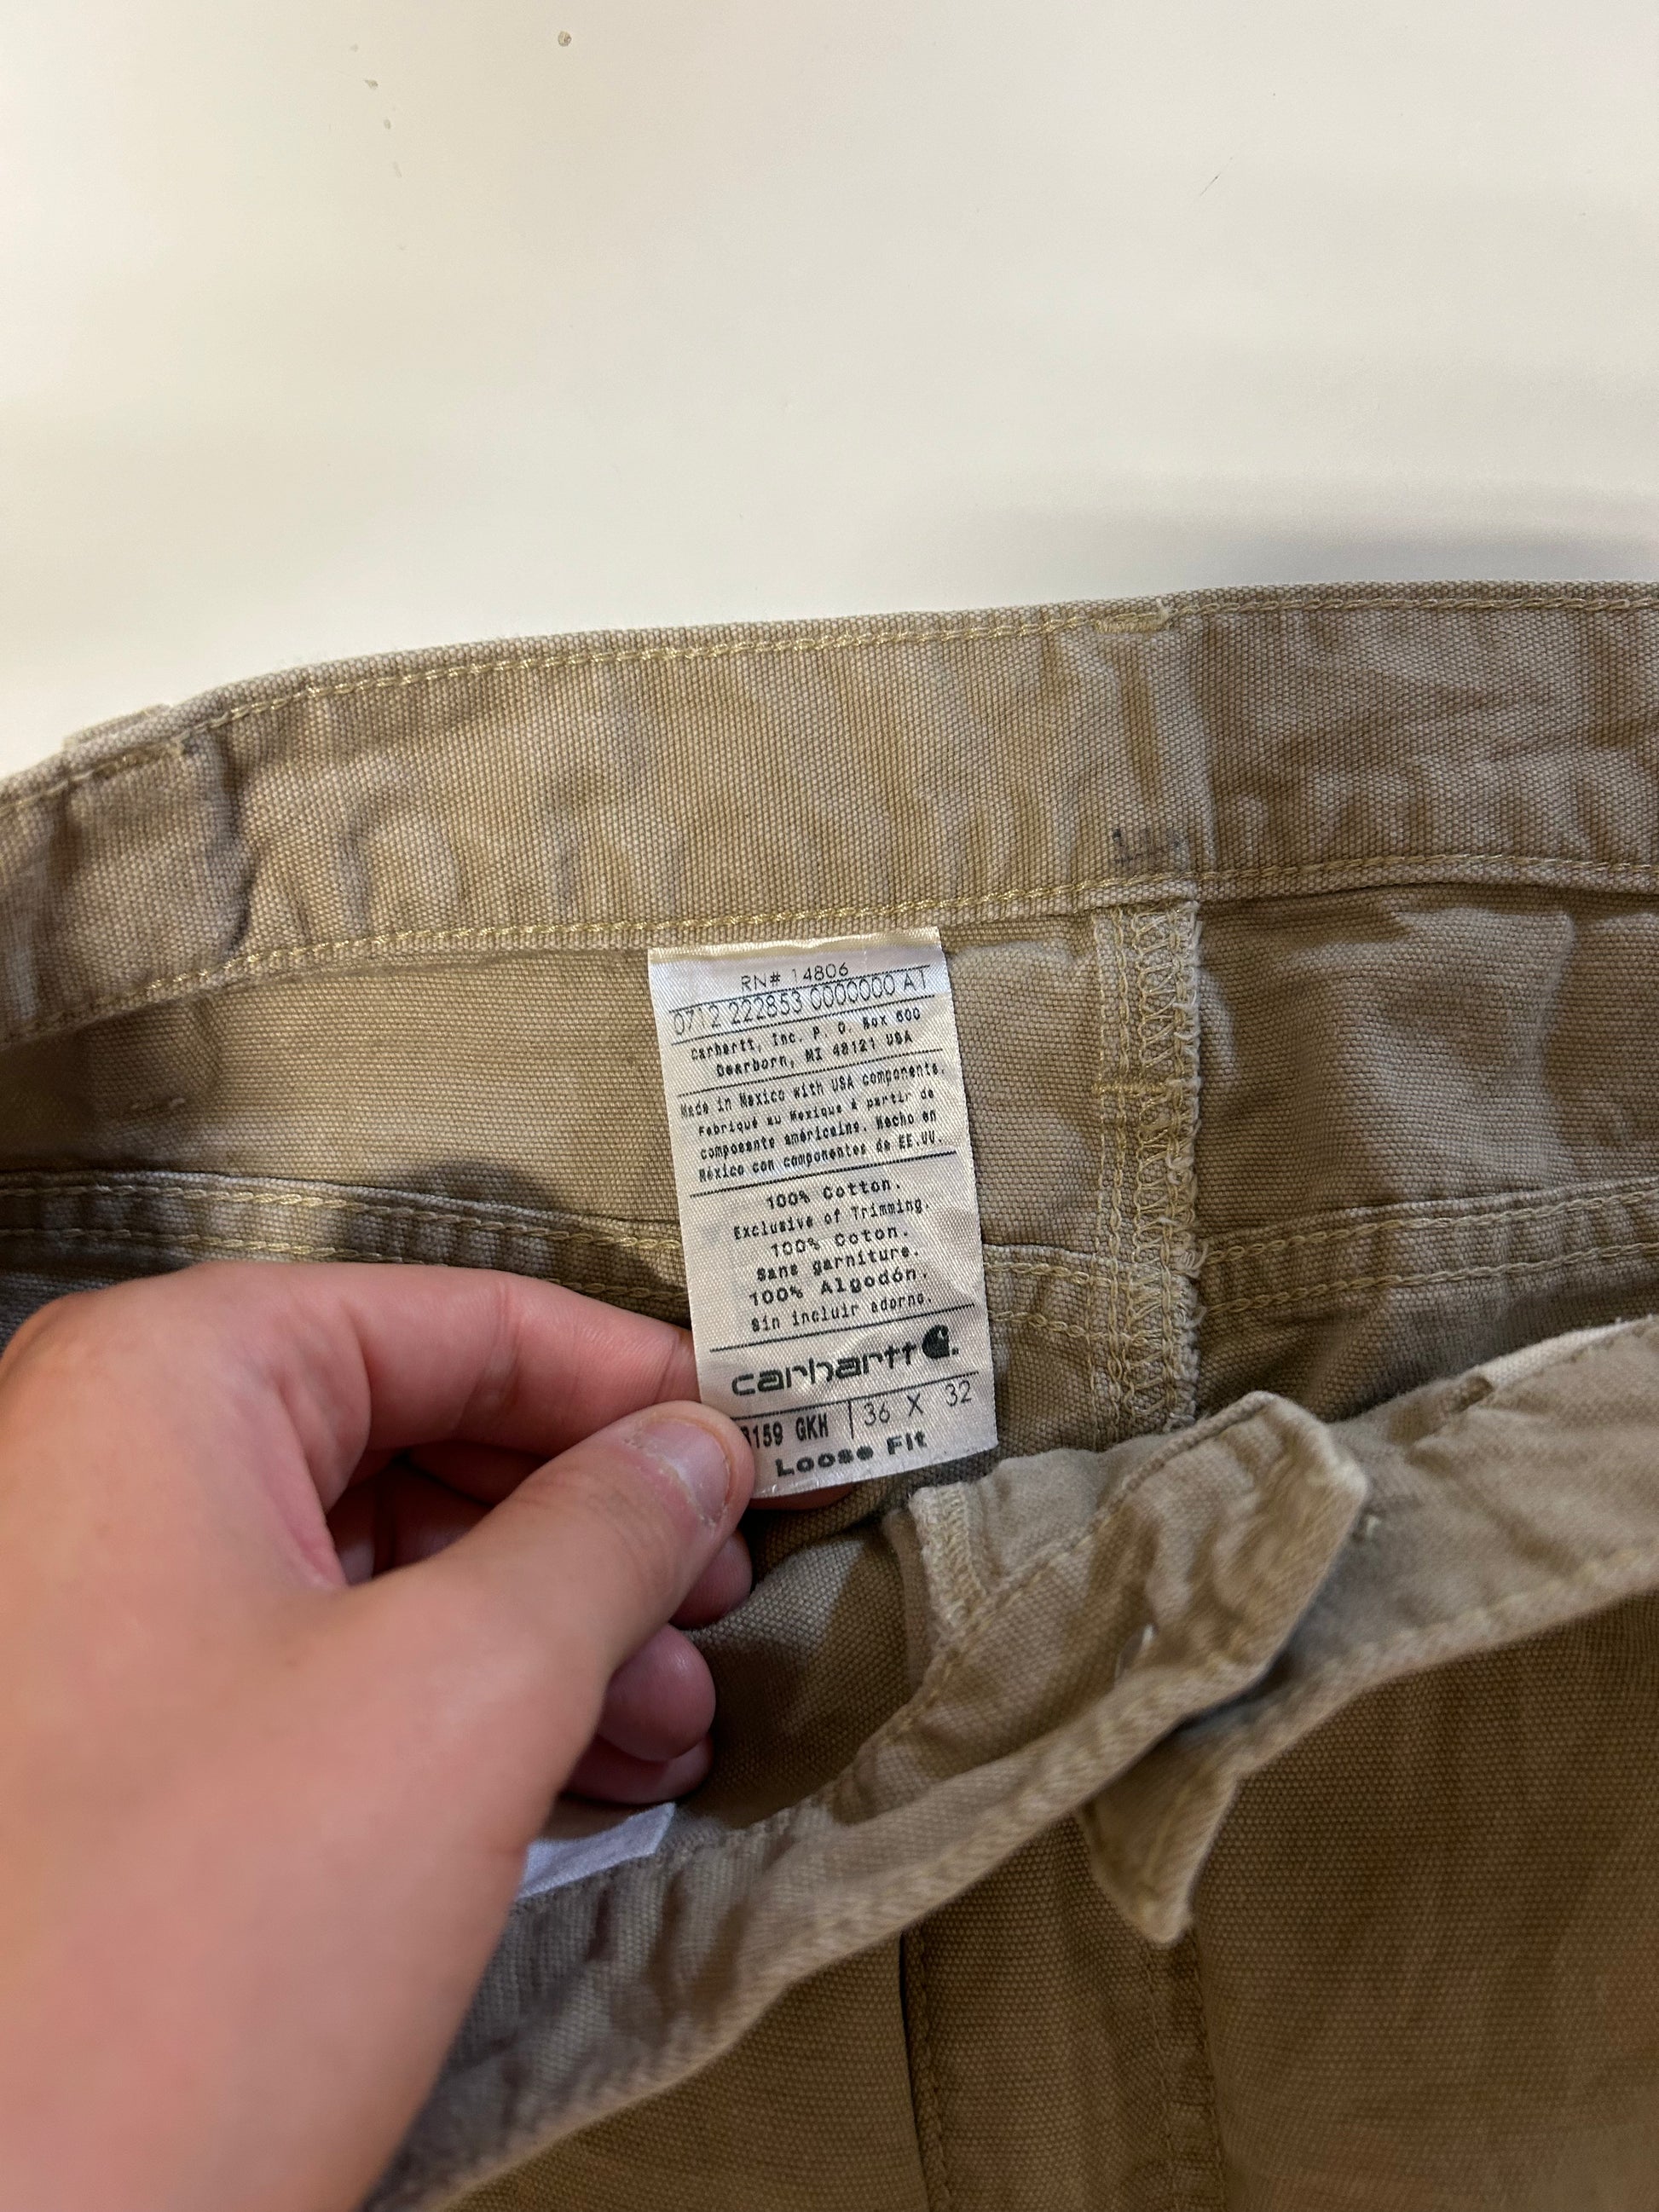 RN# 14806
0712 222853 0000000 AT
Carhartt, Inc. P. O. Box 600
Dearborn, MI 48121 USA
Made in Mexico with USA components.
Fabriqué au Mexique à partir de
composants américains. Hecho en
México con componentes de EE.UU.
100% Cotton.
Exclusive of Trimming.
100% Coton.
Sans garniture.
100% Algodón.
Sin incluir adorno.
carhartt
159 GKH 36 X 32
Loose Fit